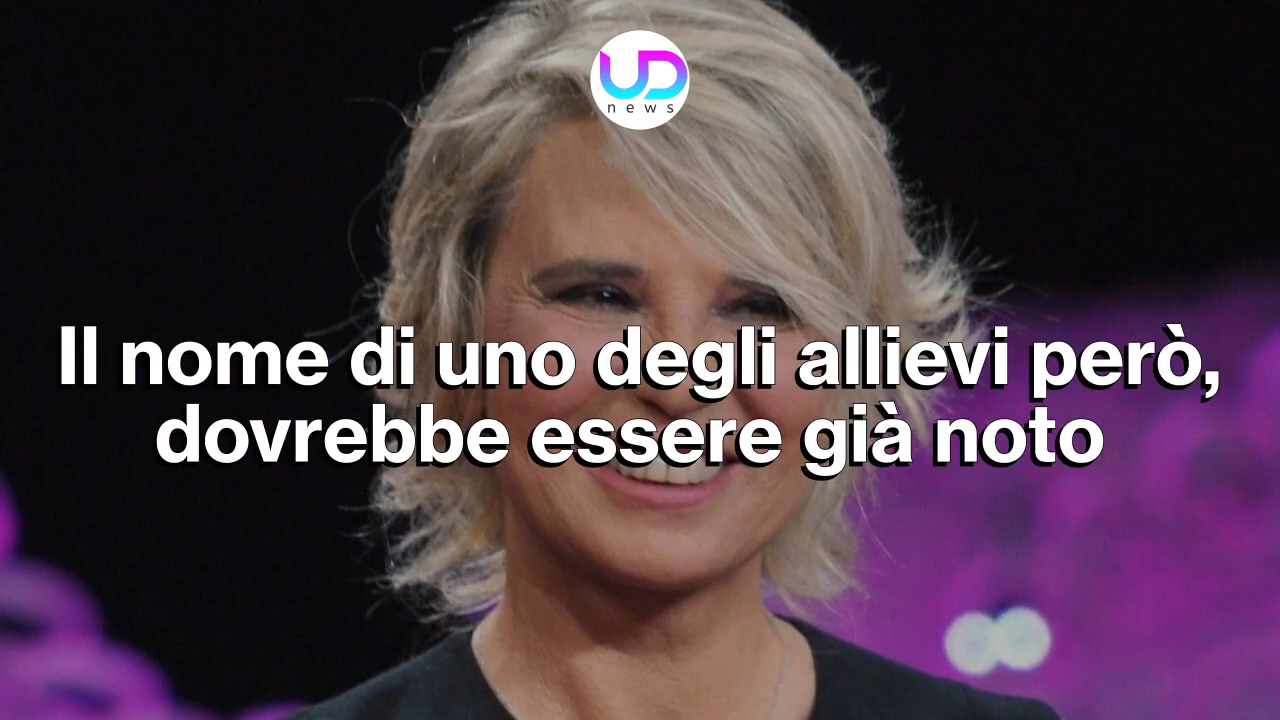 UD
news
Il nome di uno degli allievi però,
dovrebbe essere già noto